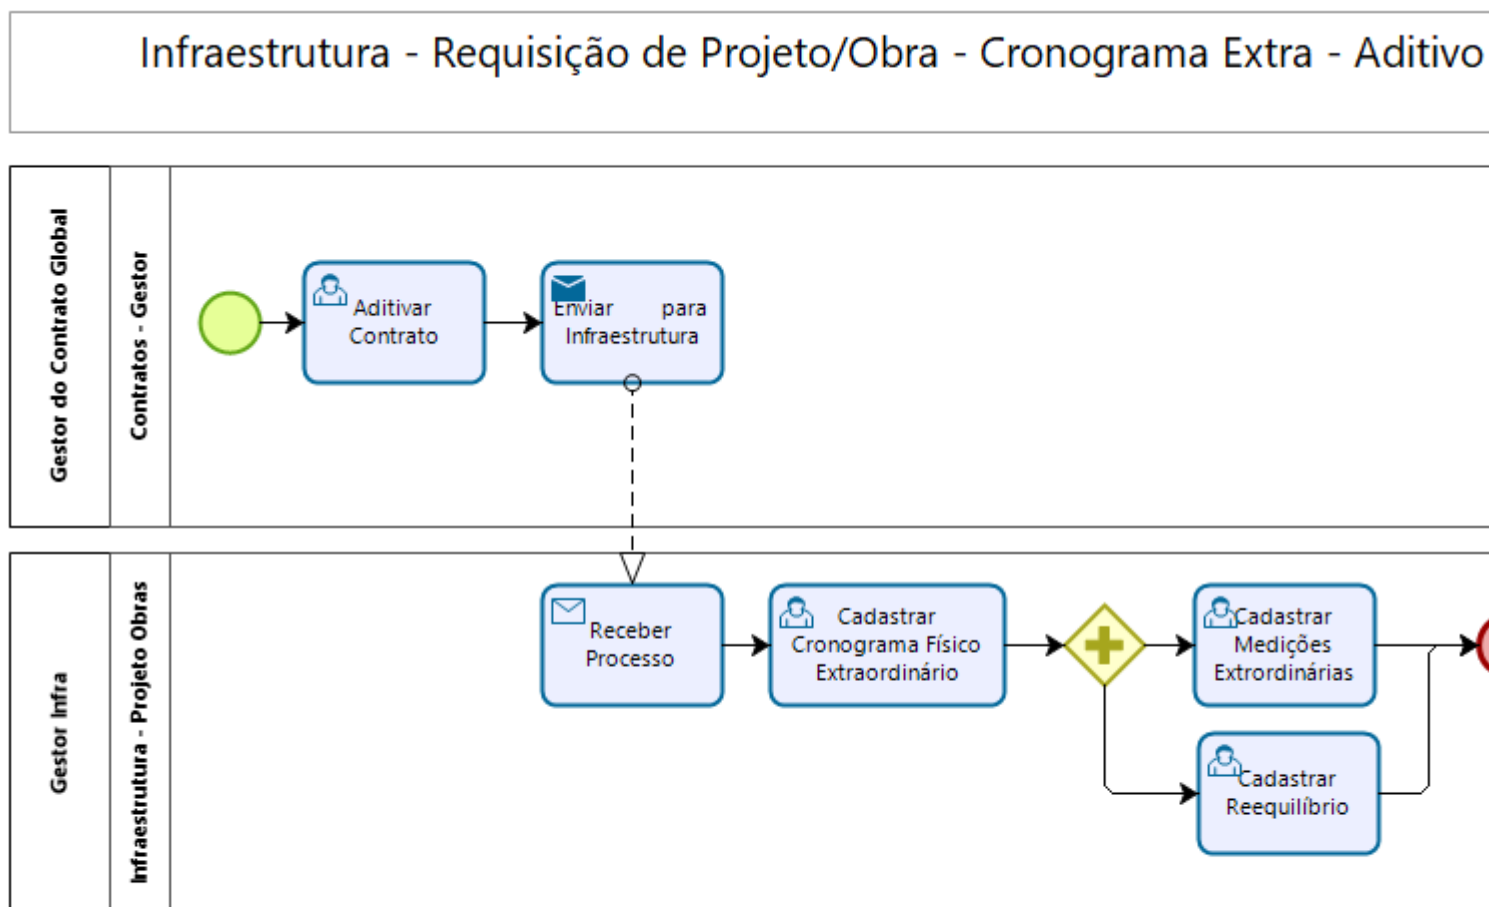 Infraestrutura - Requisição de Projeto/Obra - Cronograma Extra - Aditivo
Gestor do Contrato Global
Contratos - Gestor
Aditivar
Contrato
Enviar para
Infraestrutura
Gestor Infra
Infraestrutura - Projeto Obras
Receber
Processo
Cadastrar
Cronograma Físico
Extraordinário
Cadastrar
Medições
Extrordinárias
Cadastrar
Reequilíbrio